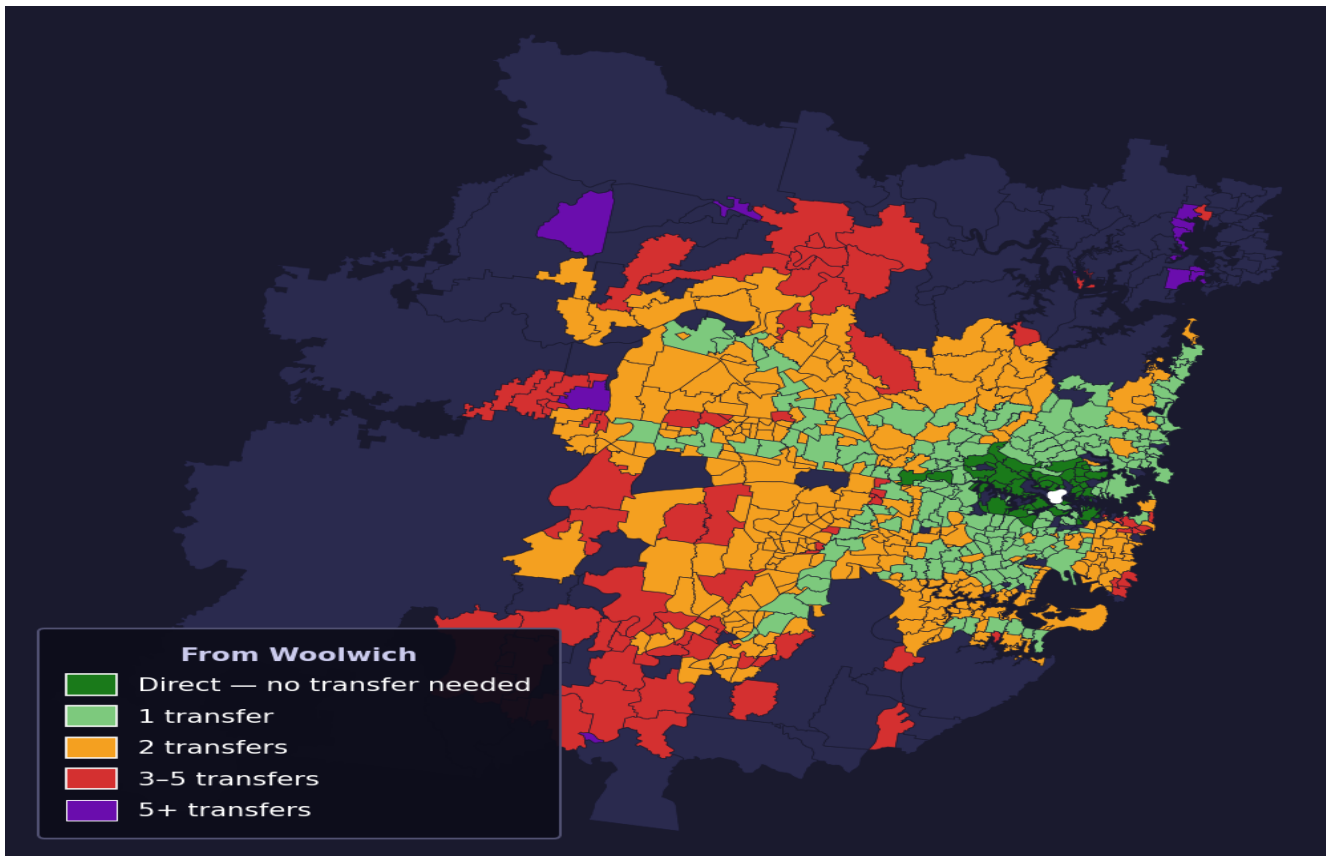 From Woolwich
Direct — no transfer needed
1 transfer
2 transfers
3–5 transfers
5+ transfers